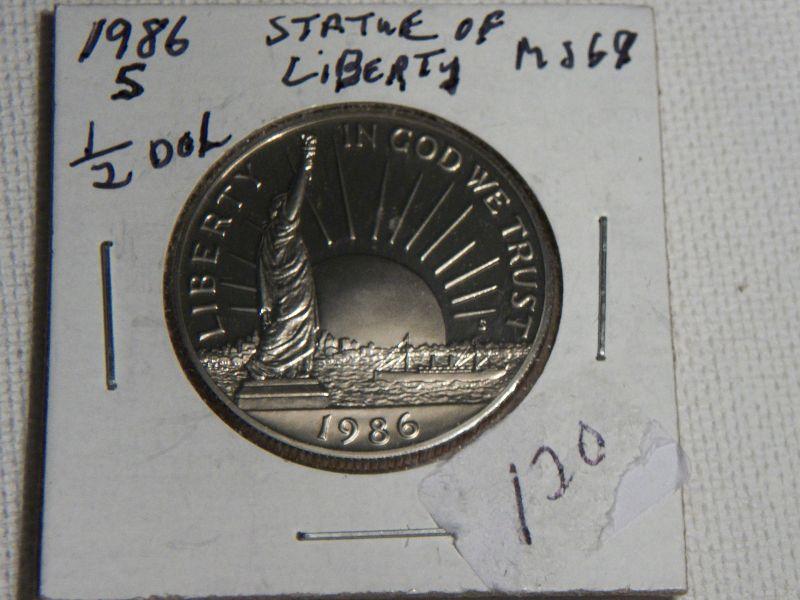 1986 STATUE OF
S LIBERTY MS68
1/2 DOL
LIBERTY IN GOD WE TRUST
S
1986
120